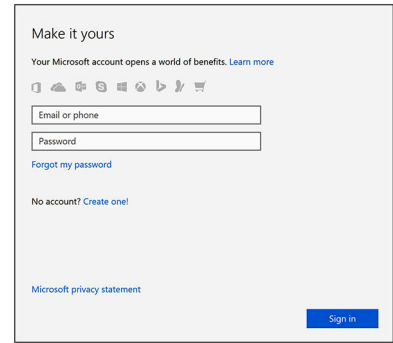 Make it yours
Your Microsoft account opens a world of benefits. Learn more
Email or phone
Password
Forgot my password
No account? Create one!
Microsoft privacy statement
Sign in